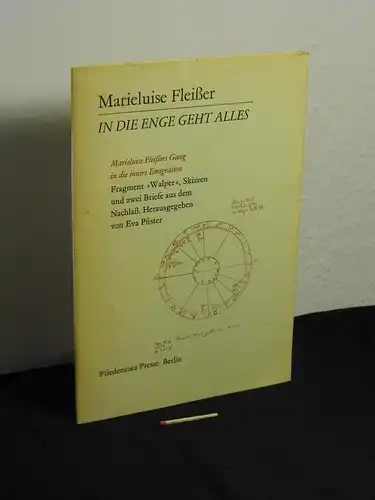 Marieluise Fleißer
IN DIE ENGE GEHT ALLES
Marieluise Fleißers Gang
in die innere Emigration
Fragment »Walper«, Skizzen
und zwei Briefe aus dem
Nachlaß. Herausgegeben
von Eva Pfister
Friedenauer Presse Berlin